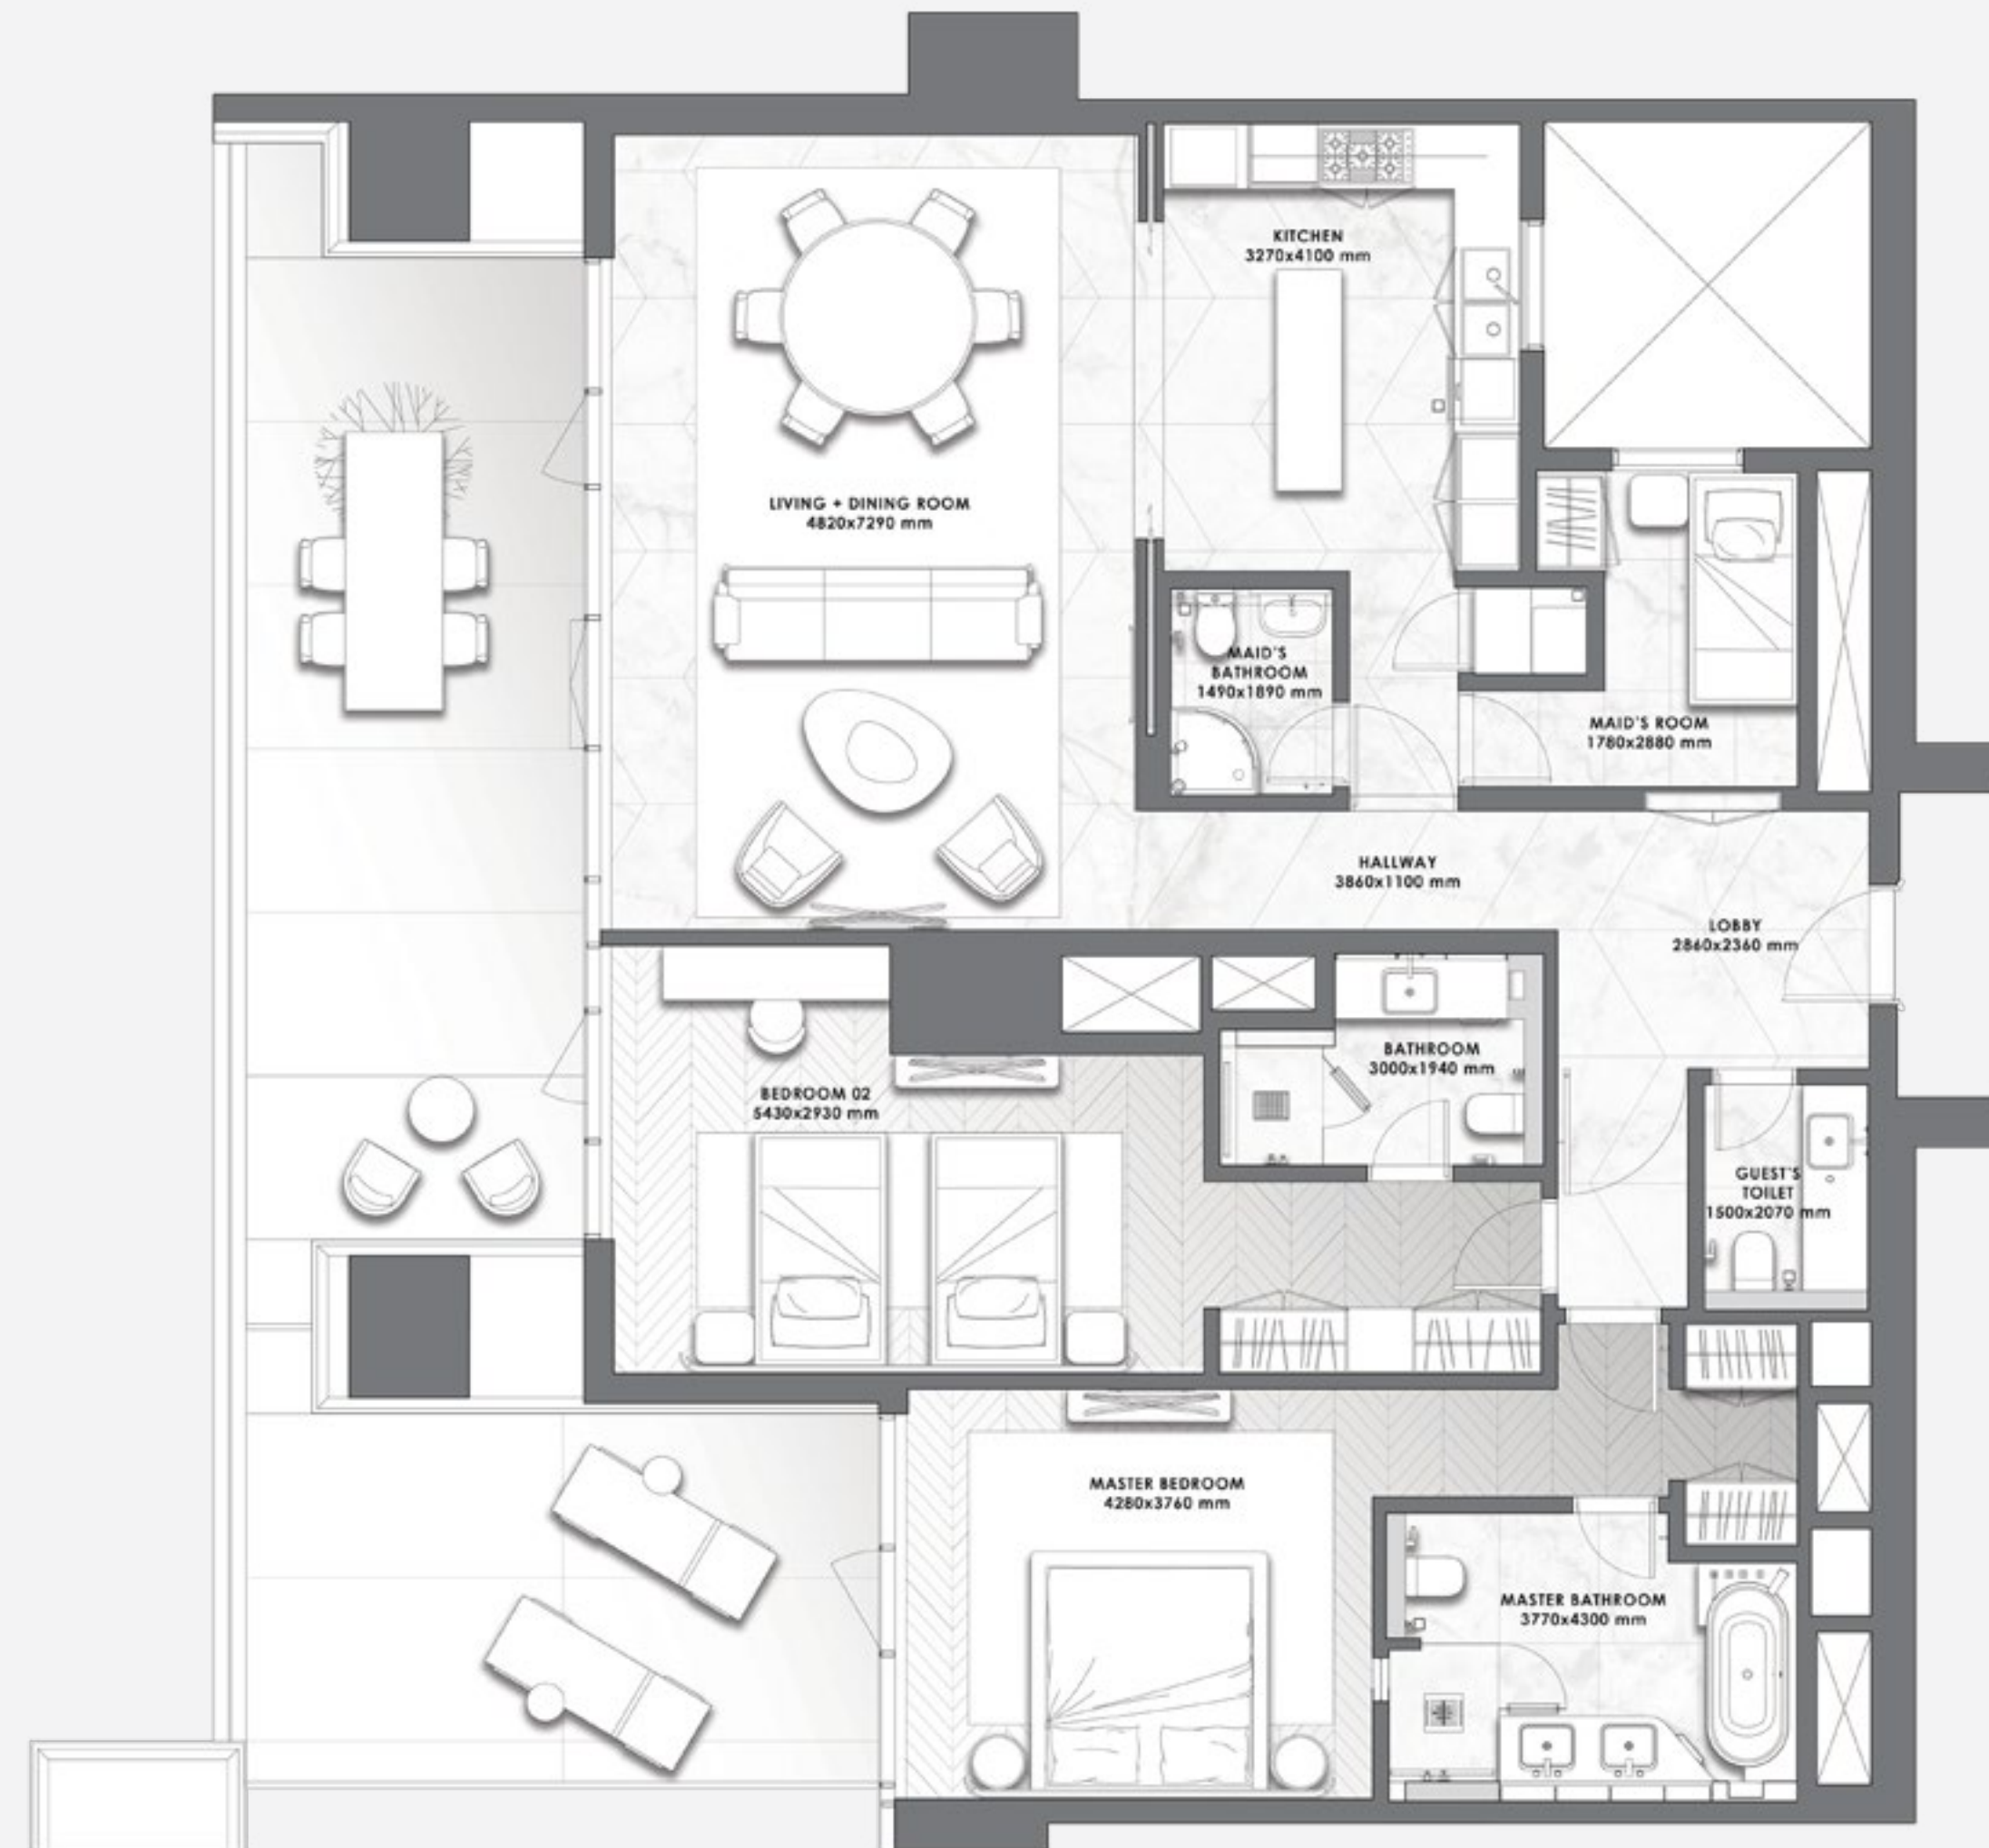 KITCHEN
3270x4100 mm
LIVING + DINING ROOM
4820x7290 mm
MAID'S
BATHROOM
1490x1890 mm
MAID'S ROOM
1780x2880 mm
HALLWAY
3860x1100 mm
LOBBY
2860x2360 mm
BATHROOM
3000x1940 mm
BEDROOM 02
5430x2930 mm
GUEST'S
TOILET
1500x2070 mm
MASTER BEDROOM
4280x3760 mm
MASTER BATHROOM
3770x4300 mm